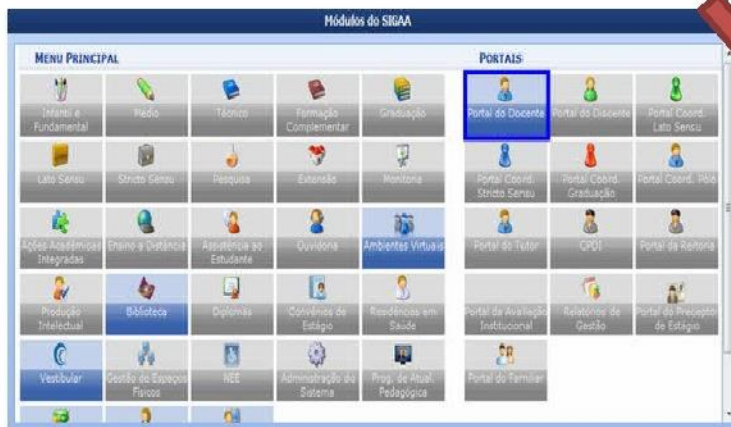 Módulos do SIGAA
MENU PRINCIPAL
PORTAIS
Infantil e Fundamental
Médio
Técnico
Formação Complementar
Graduação
Portal do Docente
Portal do Discente
Portal Coord. Lato Sensu
Lato Sensu
Stricto Sensu
Pesquisa
Extensão
Monitoria
Portal Coord. Stricto Sensu
Portal Coord. Graduação
Portal Coord. Polo
Ações Acadêmicas Integradas
Ensino a Distância
Assistência ao Estudante
Ouvidoria
Ambientes Virtuais
Portal do Tutor
CPDI
Portal da Reitoria
Produção Intelectual
Biblioteca
Diplomas
Convênios de Estágio
Residências em Saúde
Portal de Avaliação Institucional
Relatórios de Gestão
Portal do Preceptor de Estágio
Vestibular
Gestão de Espaços Físicos
NEE
Administração do Sistema
Prog. de Atual. Pedagógica
Portal do Familiar